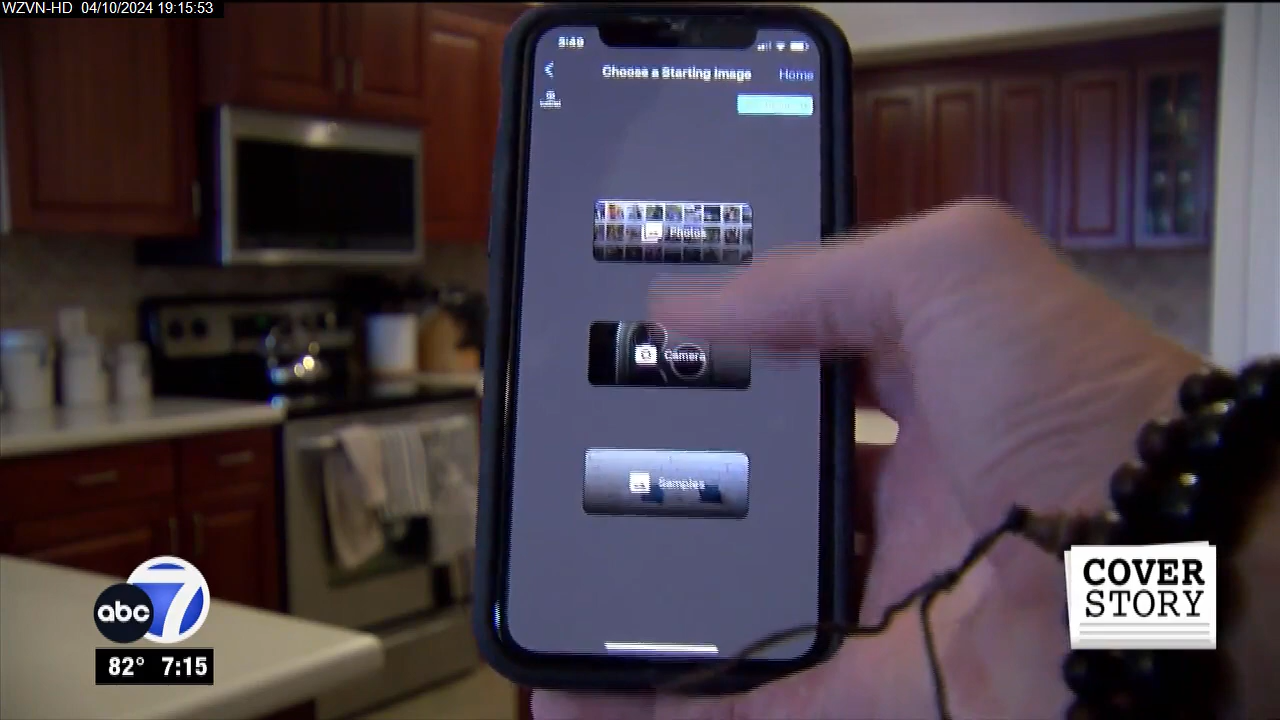 WZVN-HD 04/10/2024 19:15:53
Choose a Starting Image
Home
Photos
Camera
Samples
abc 7
82° 7:15
COVER
STORY